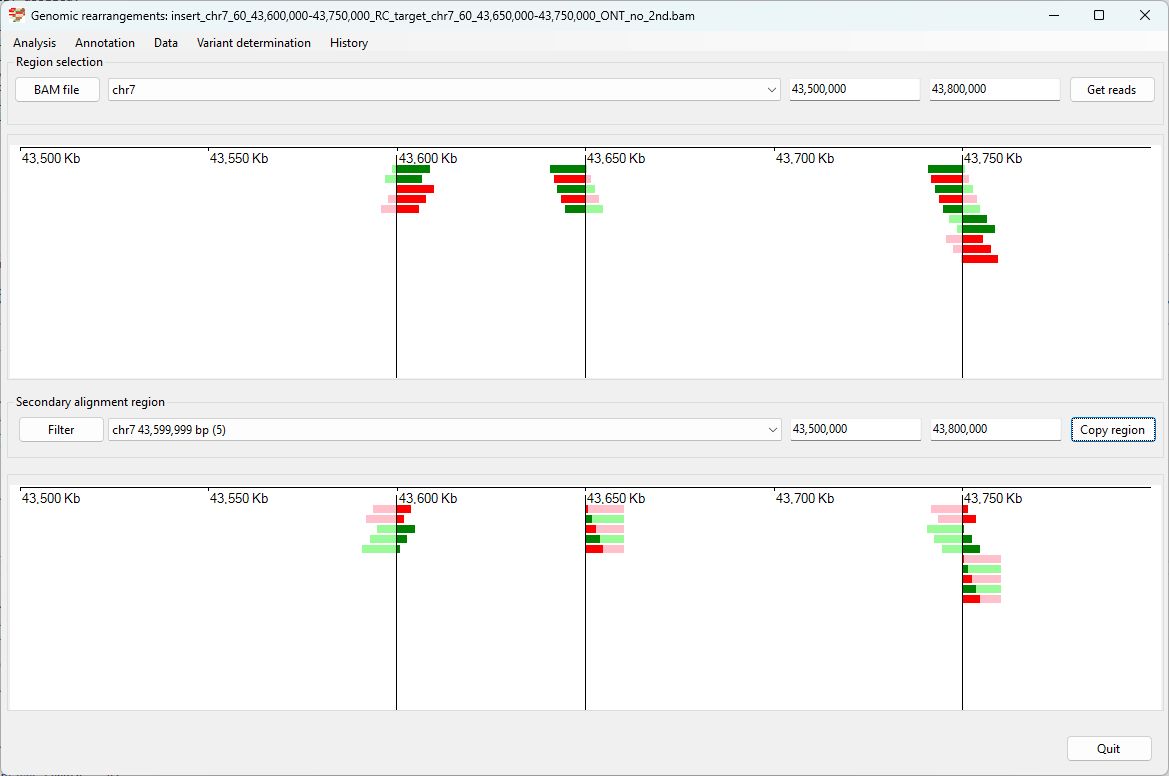 Genomic rearrangements: insert_chr7_60_43,600,000-43,750,000_RC_target_chr7_60_43,650,000-43,750,000_ONT_no_2nd.bam
Analysis Annotation Data Variant determination History
Region selection
BAM file chr7 43,500,000 43,800,000 Get reads
43,500 Kb 43,550 Kb 43,600 Kb 43,650 Kb 43,700 Kb 43,750 Kb
Secondary alignment region
Filter chr7 43,599,999 bp (5) 43,500,000 43,800,000 Copy region
43,500 Kb 43,550 Kb 43,600 Kb 43,650 Kb 43,700 Kb 43,750 Kb
Quit